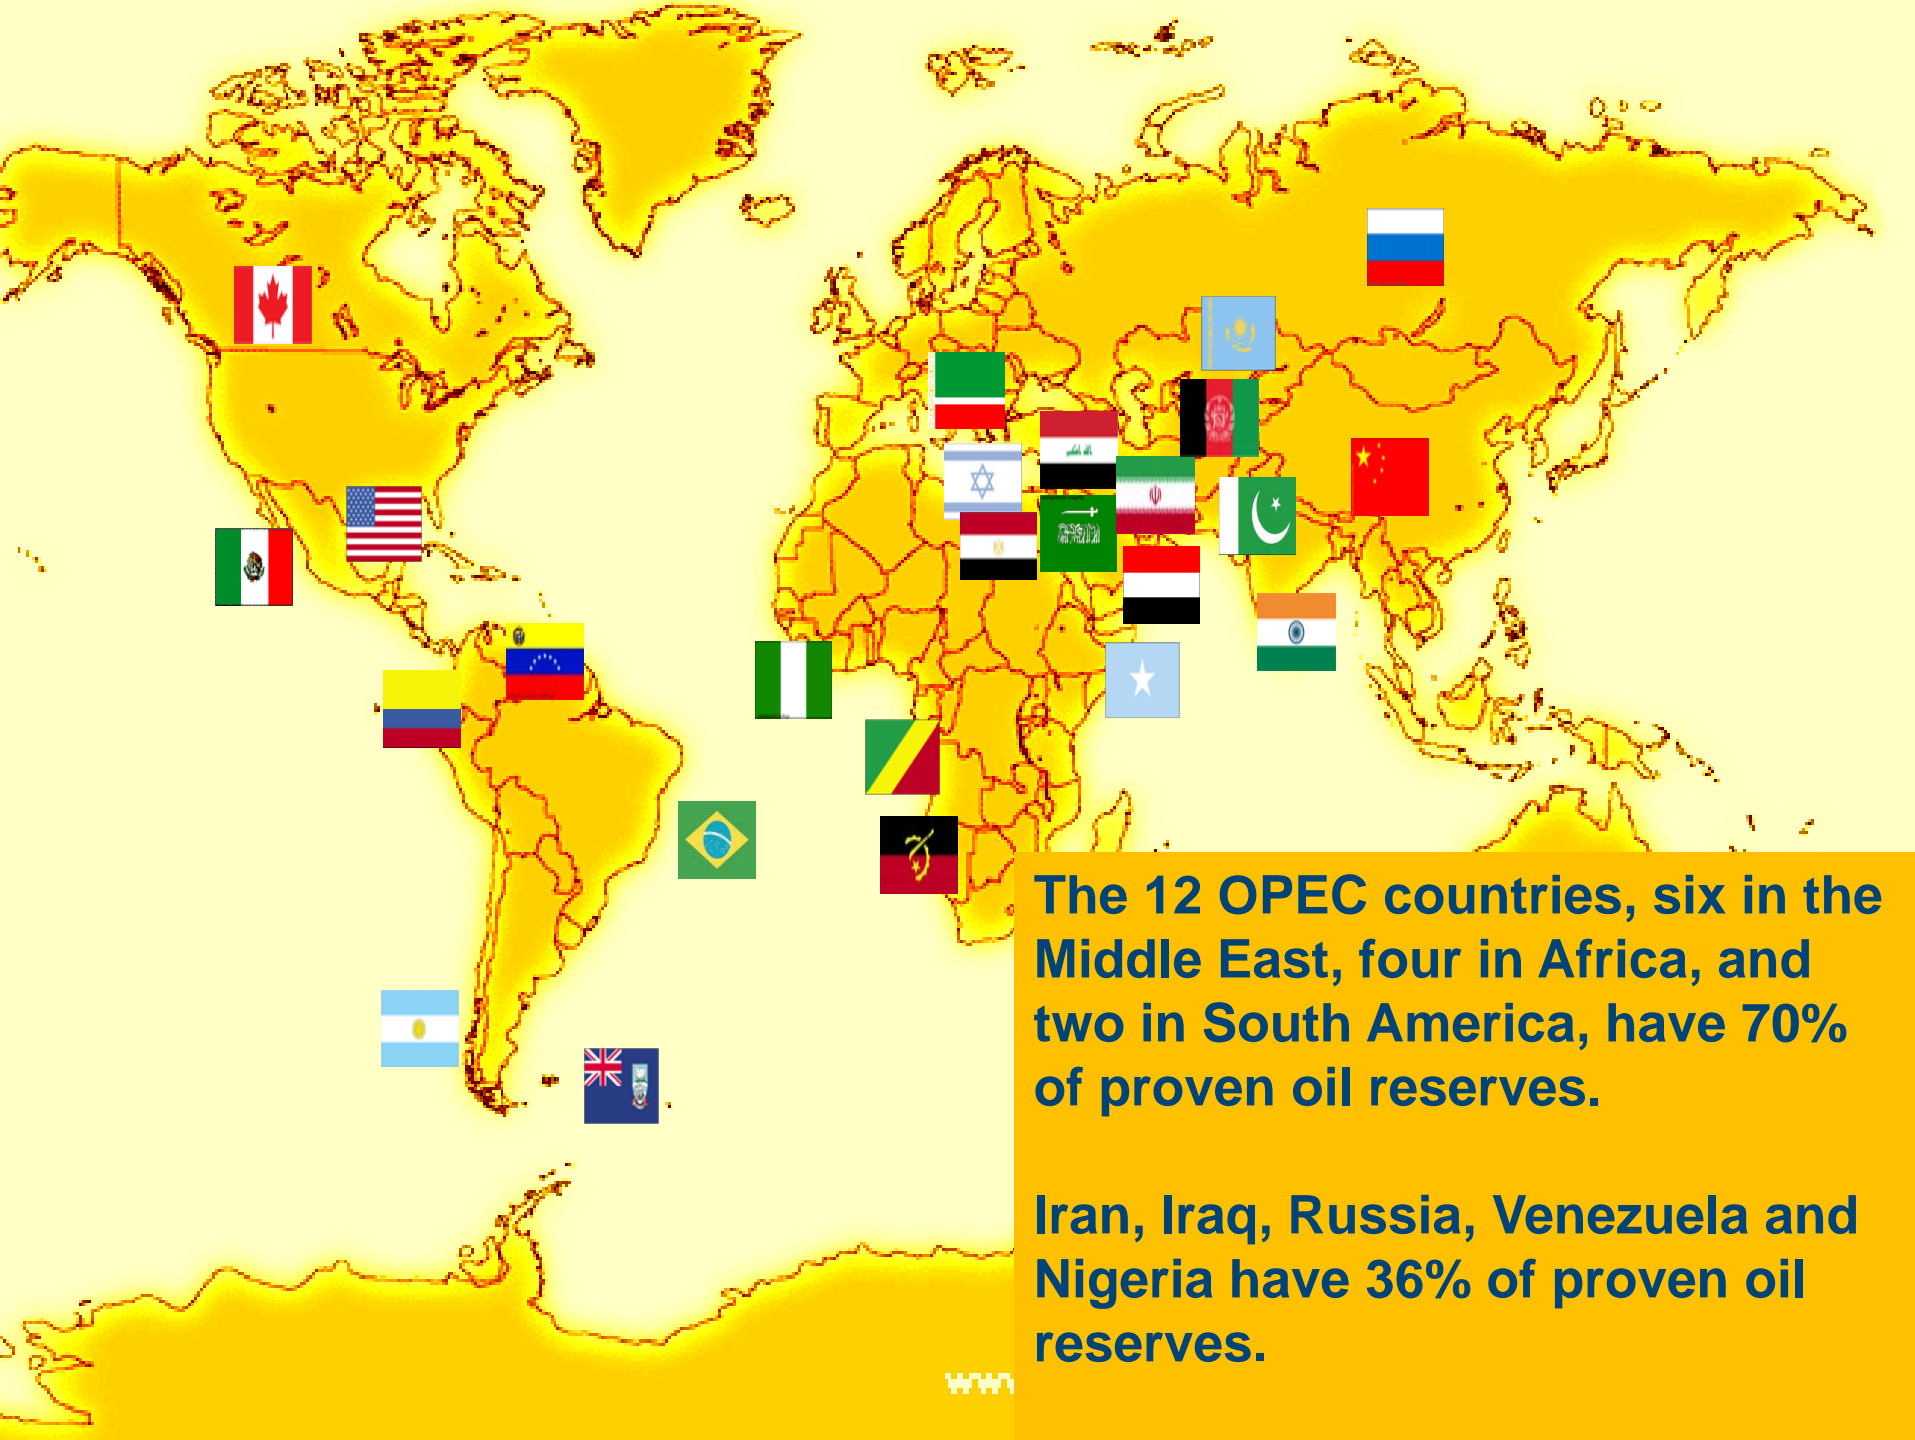 The 12 OPEC countries, six in the
Middle East, four in Africa, and
two in South America, have 70%
of proven oil reserves.
Iran, Iraq, Russia, Venezuela and
Nigeria have 36% of proven oil
reserves.
www